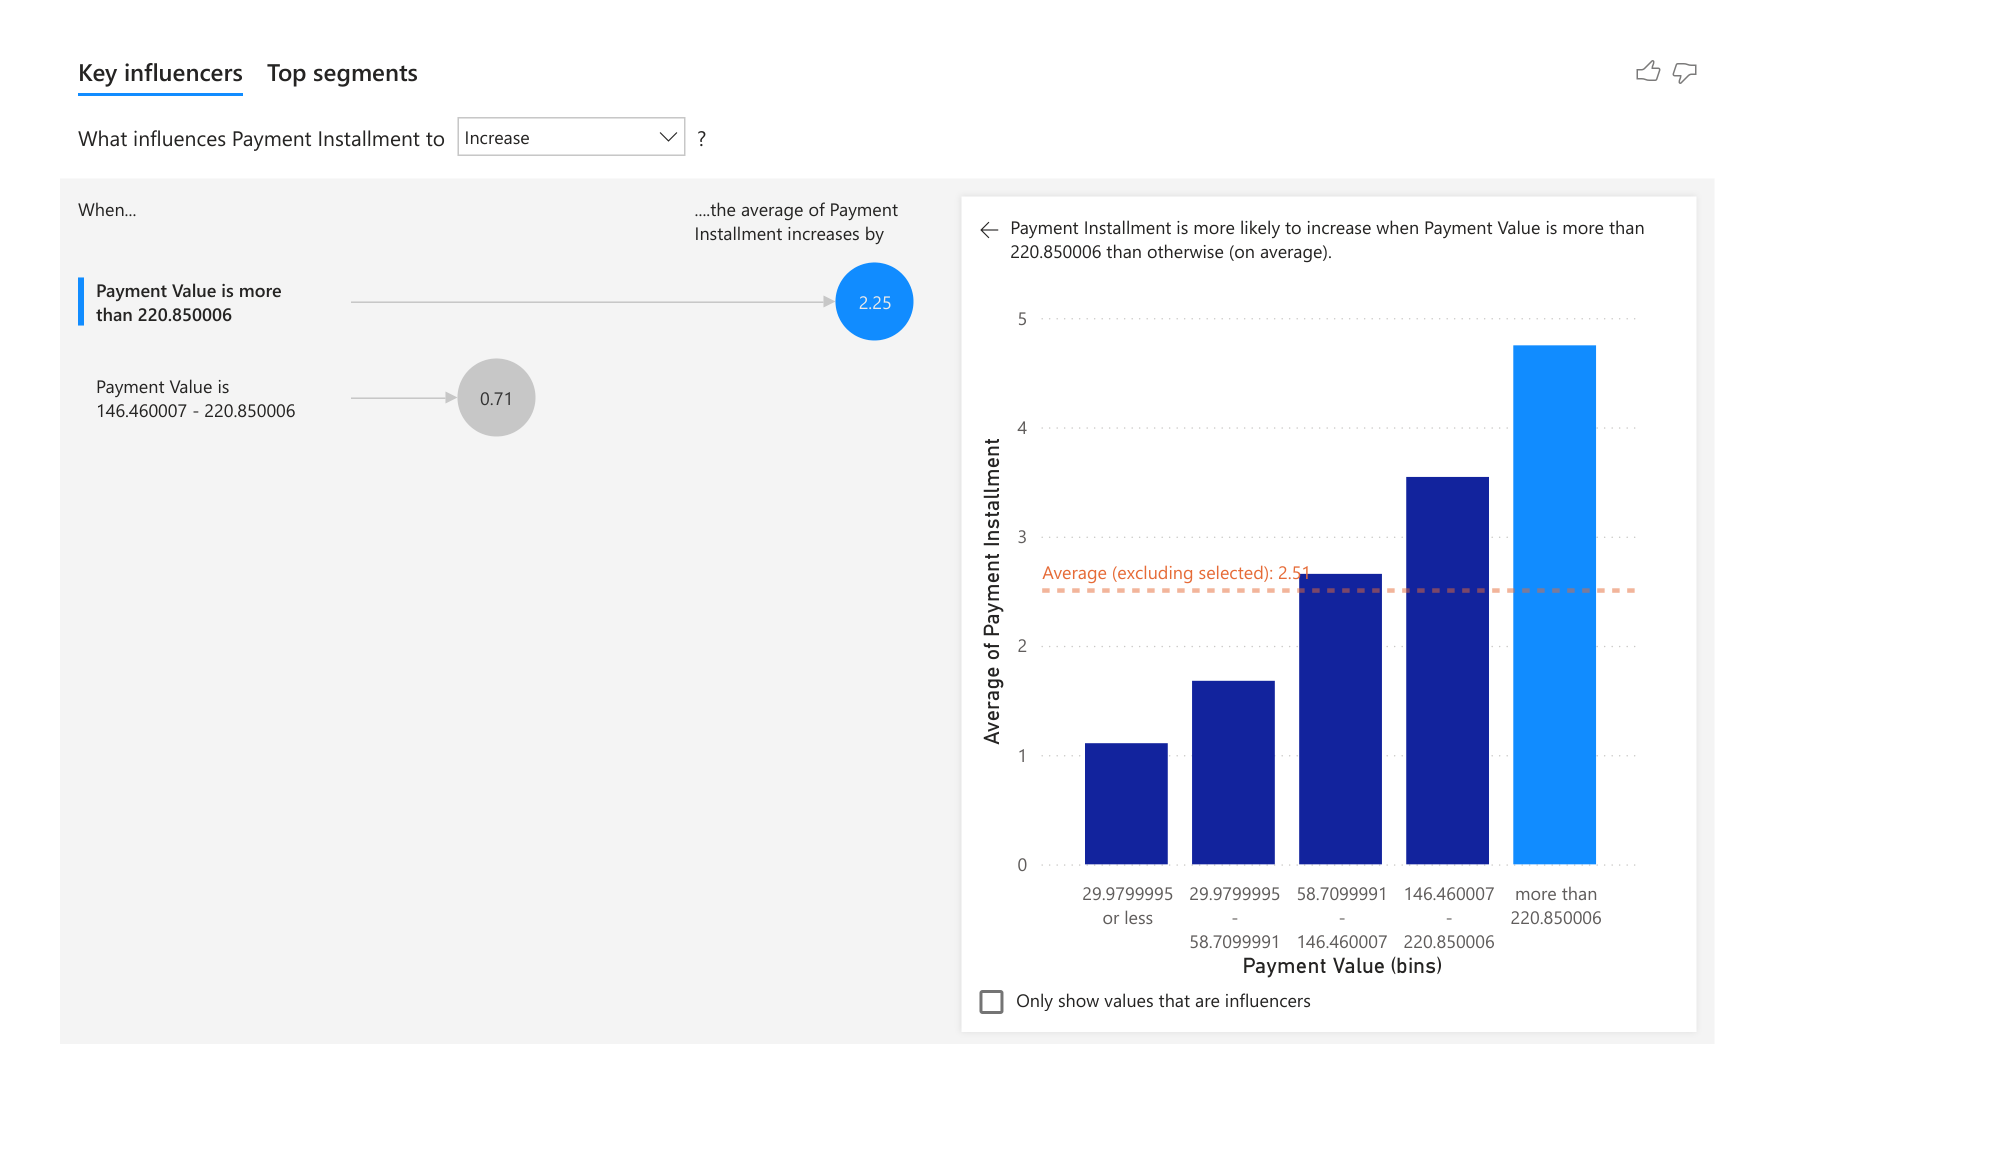 Key influencers
Top segments
What influences Payment Installment to
Increase
?
When...
....the average of Payment
Installment increases by
Payment Value is more
than 220.850006
2.25
Payment Value is
146.460007 - 220.850006
0.71
Payment Installment is more likely to increase when Payment Value is more than
220.850006 than otherwise (on average).
Average of Payment Installment
5
4
3
Average (excluding selected): 2.51
2
1
0
29.9799995
or less
29.9799995
-
58.7099991
58.7099991
-
146.460007
146.460007
-
220.850006
more than
220.850006
Payment Value (bins)
Only show values that are influencers